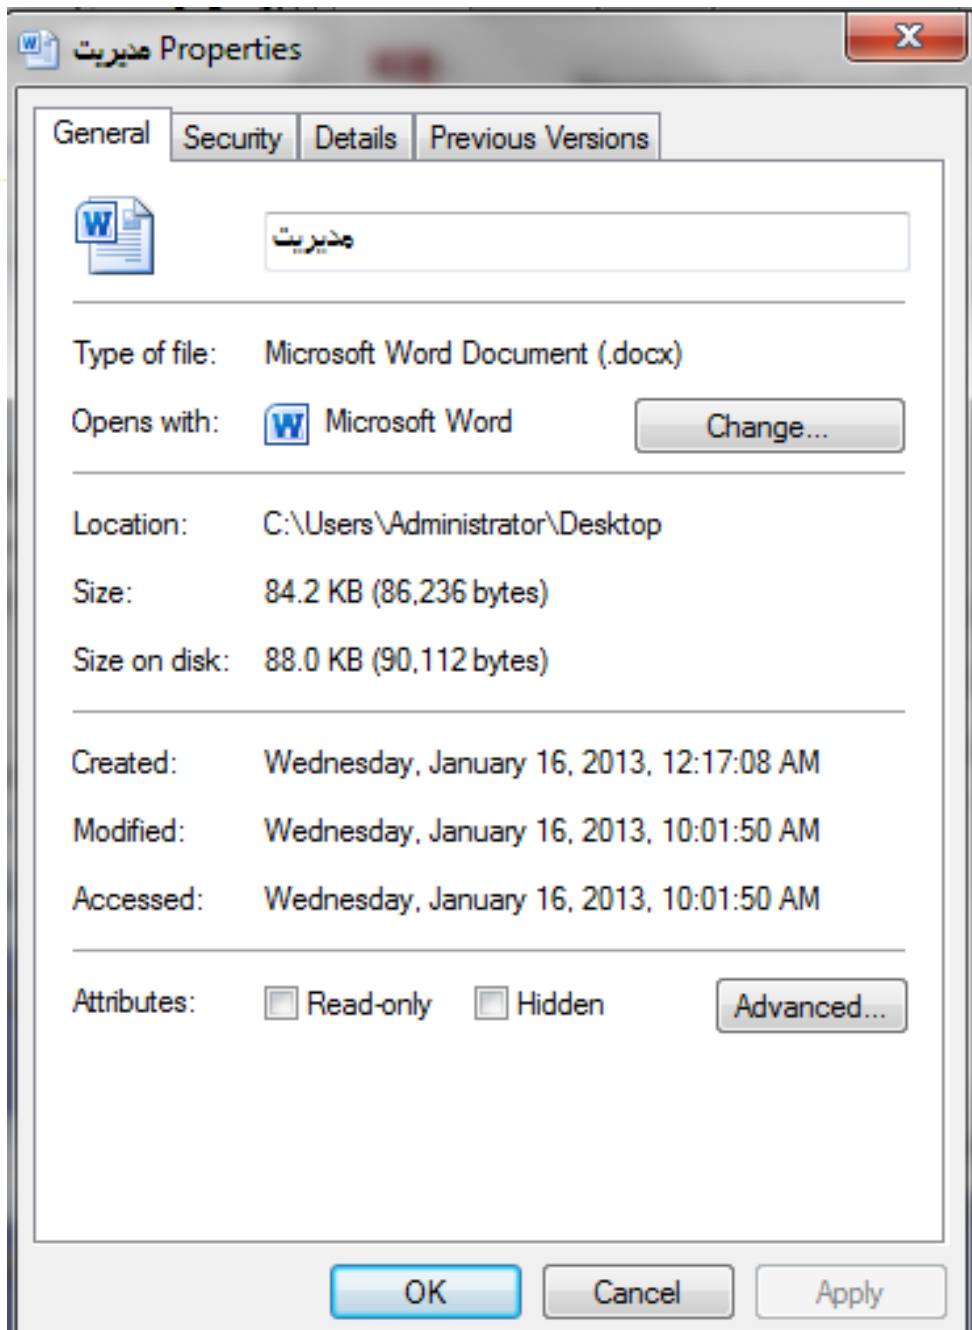 مديريت Properties
General Security Details Previous Versions
مديريت
Type of file: Microsoft Word Document (.docx)
Opens with: Microsoft Word Change...
Location: C:\Users\Administrator\Desktop
Size: 84.2 KB (86,236 bytes)
Size on disk: 88.0 KB (90,112 bytes)
Created: Wednesday, January 16, 2013, 12:17:08 AM
Modified: Wednesday, January 16, 2013, 10:01:50 AM
Accessed: Wednesday, January 16, 2013, 10:01:50 AM
Attributes: Read-only Hidden Advanced...
OK Cancel Apply